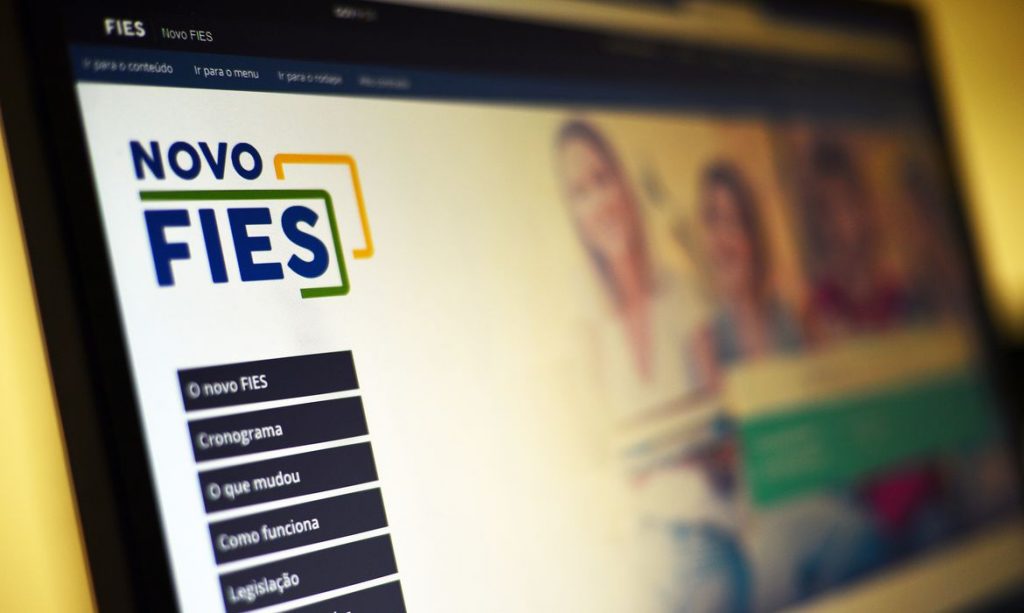 FIES
Novo FIES
Ir para o conteúdo
Ir para o menu
Ir para o rodapé
NOVO
FIES
O novo FIES
Cronograma
O que mudou
Como funciona
Legislação